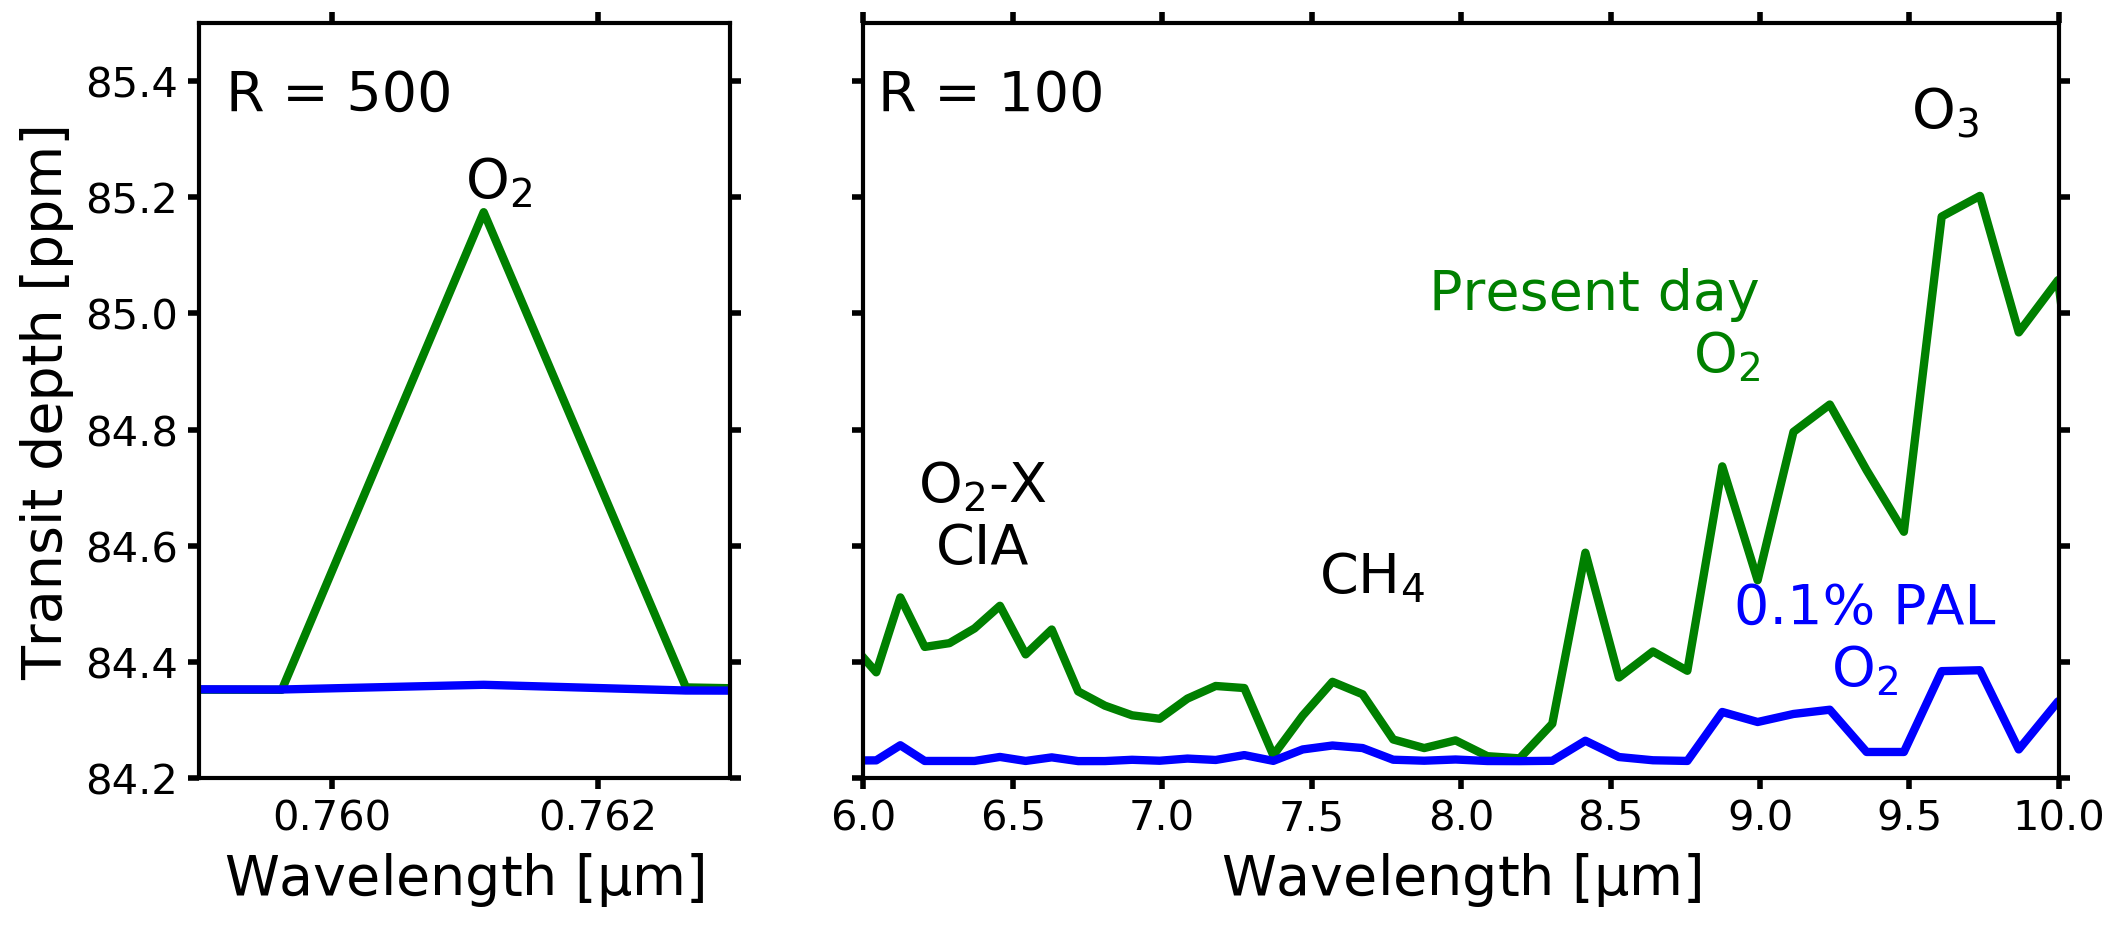 Transit depth [ppm]
85.4
85.2
85.0
84.8
84.6
84.4
84.2
R = 500
O₂
0.760 0.762
Wavelength [μm]
R = 100
O₃
Present day
O₂
O₂-X
CIA
CH₄
0.1% PAL
O₂
6.0 6.5 7.0 7.5 8.0 8.5 9.0 9.5 10.0
Wavelength [μm]